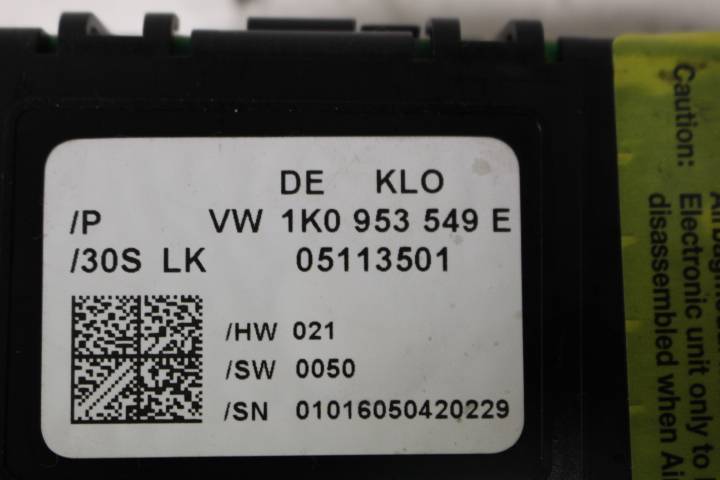 DE KLO
/P VW 1K0 953 549 E
/30S LK 05113501
/HW 021
/SW 0050
/SN 01016050420229
Caution:
Electronic unit only to
disassembled when